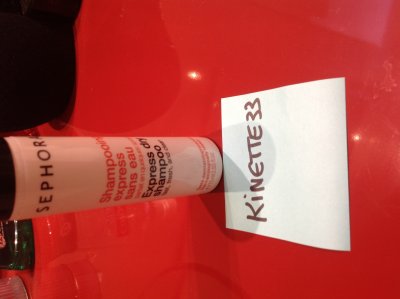 SEPHORA
Shampooing
express
sans eau
Express dry
shampoo
KiNETTE33